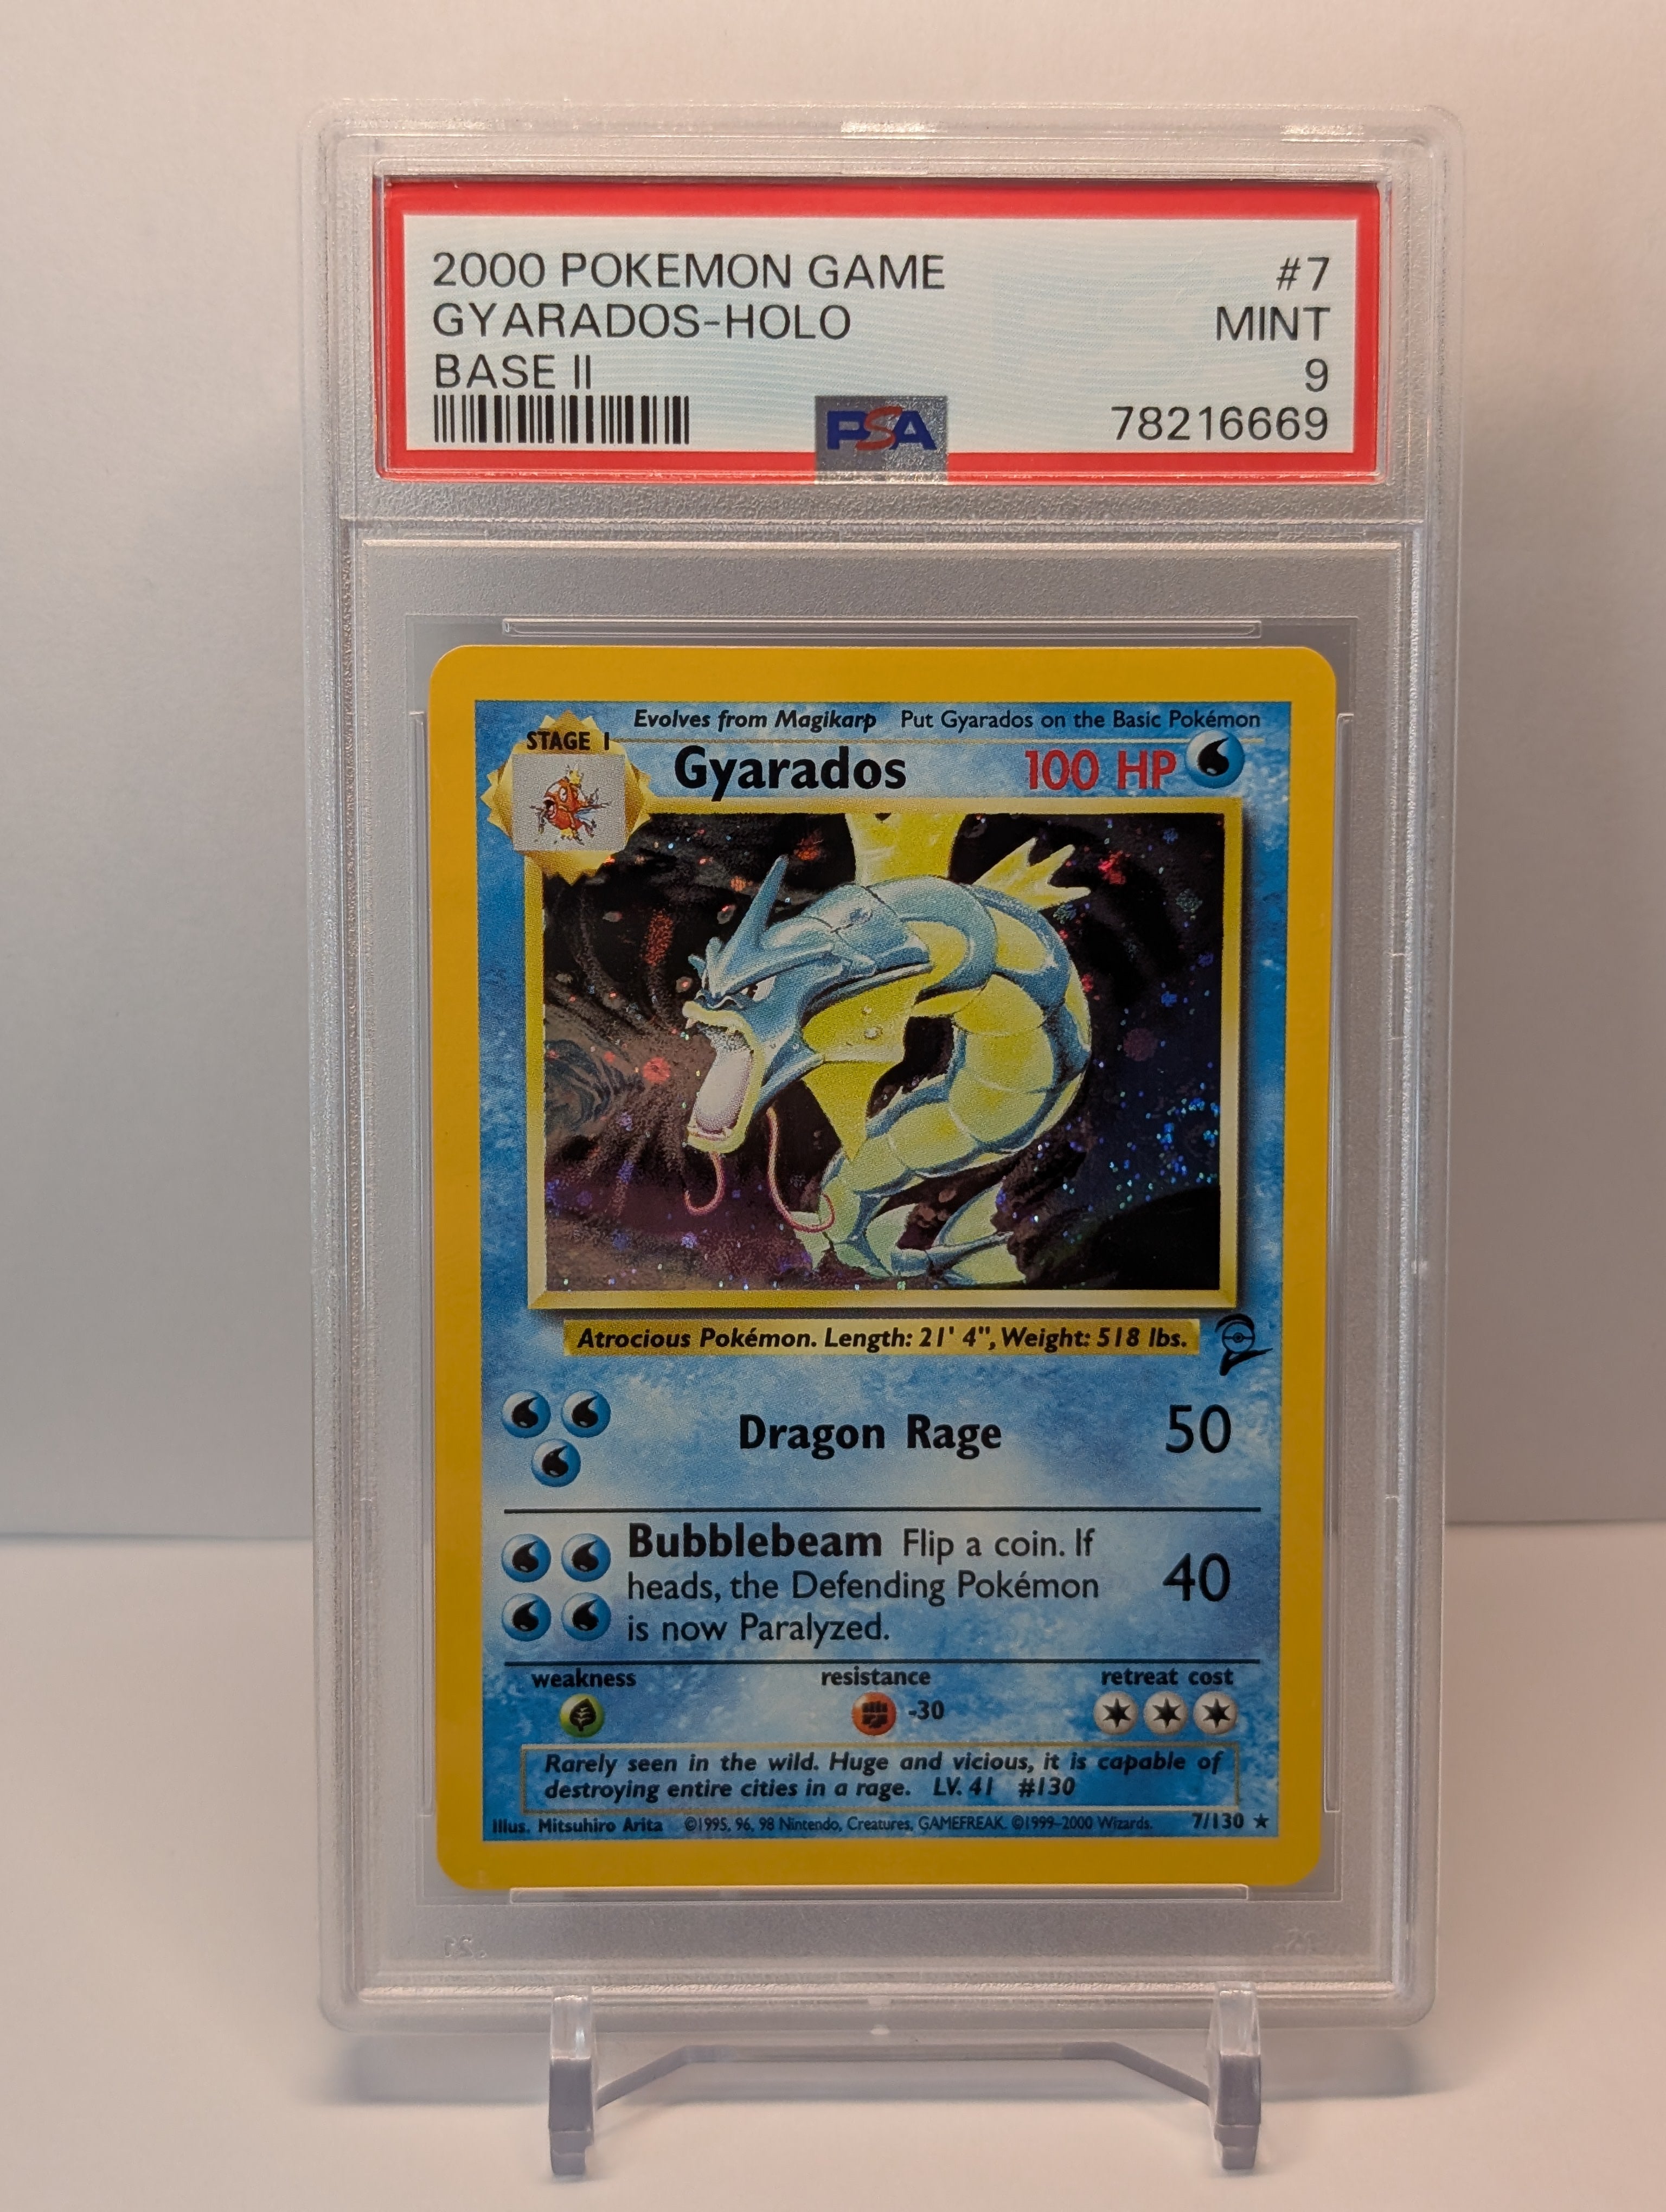 2000 POKEMON GAME #7
GYARADOS-HOLO MINT
BASE II 9
PSA 78216669
Evolves from Magikarp Put Gyarados on the Basic Pokémon
STAGE 1
Gyarados 100 HP
Atrocious Pokémon. Length: 21' 4", Weight: 518 lbs.
Dragon Rage 50
Bubblebeam Flip a coin. If
heads, the Defending Pokémon 40
is now Paralyzed.
weakness resistance retreat cost
-30
Rarely seen in the wild. Huge and vicious, it is capable of
destroying entire cities in a rage. LV. 41 #130
Illus. Mitsuhiro Arita ©1995, 96, 98 Nintendo, Creatures, GAMEFREAK. ©1999-2000 Wizards. 7/130 ★